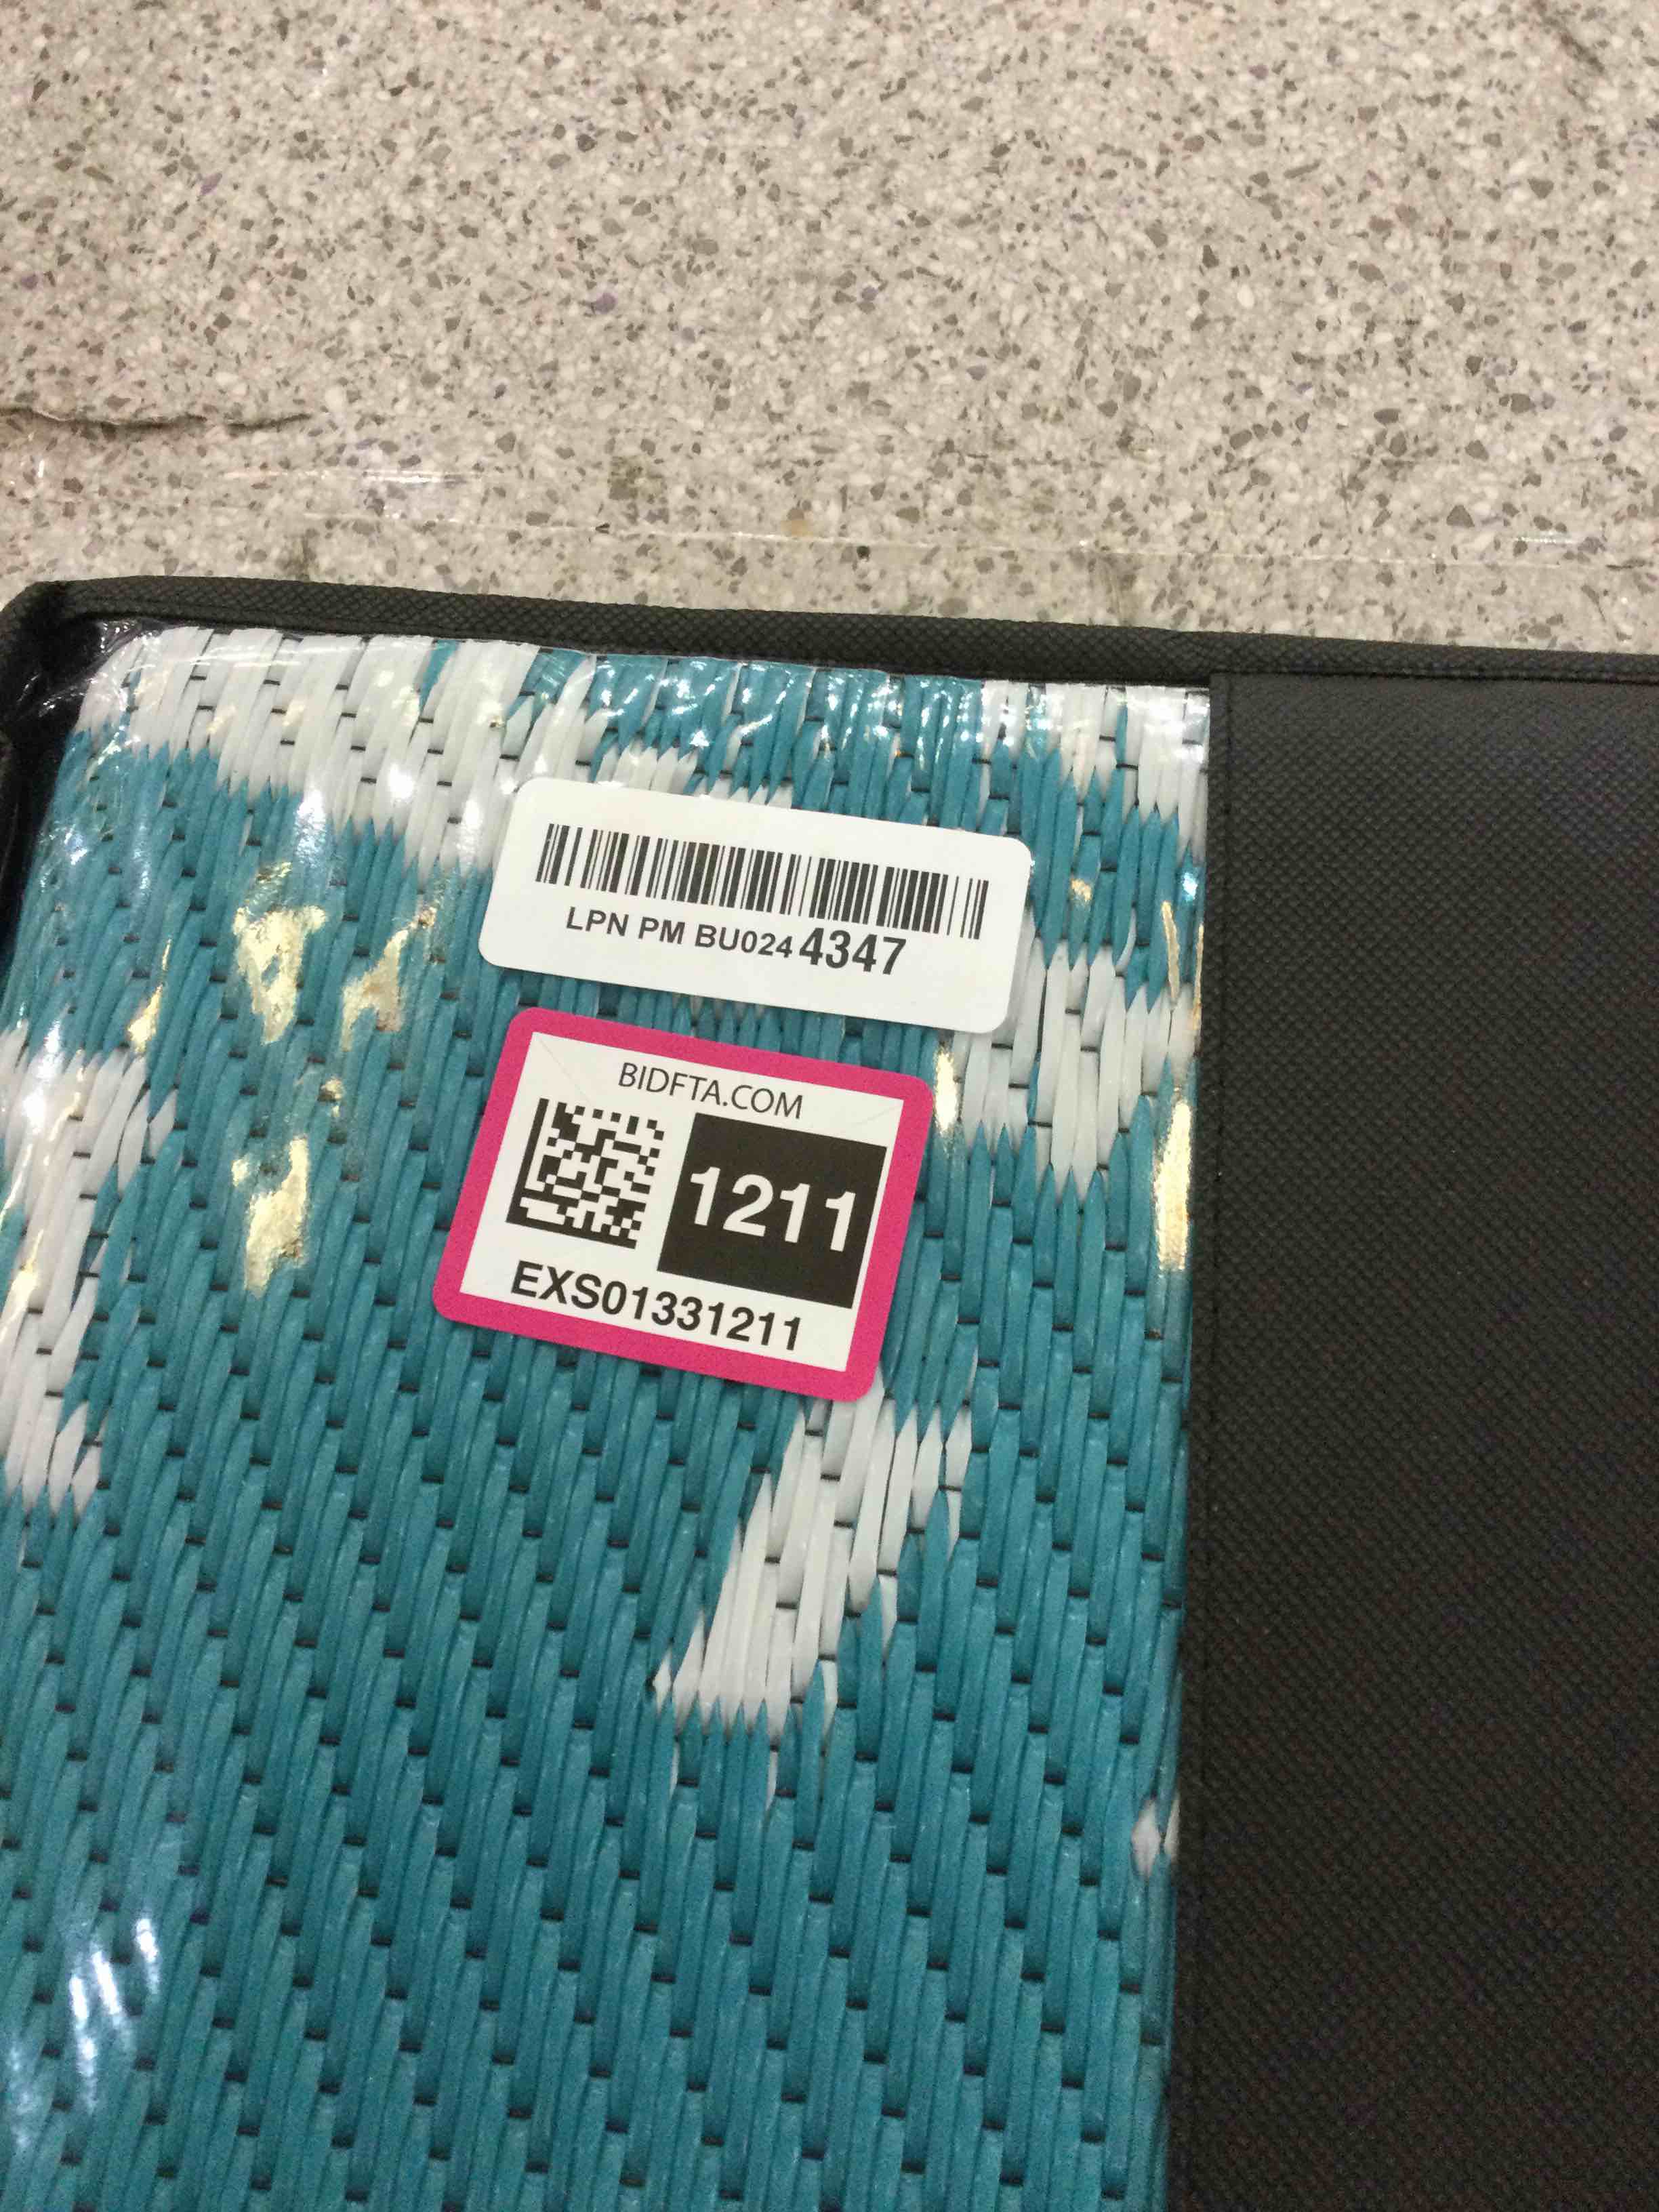 LPN PM BU024 4347
BIDFTA.COM
1211
EXS01331211